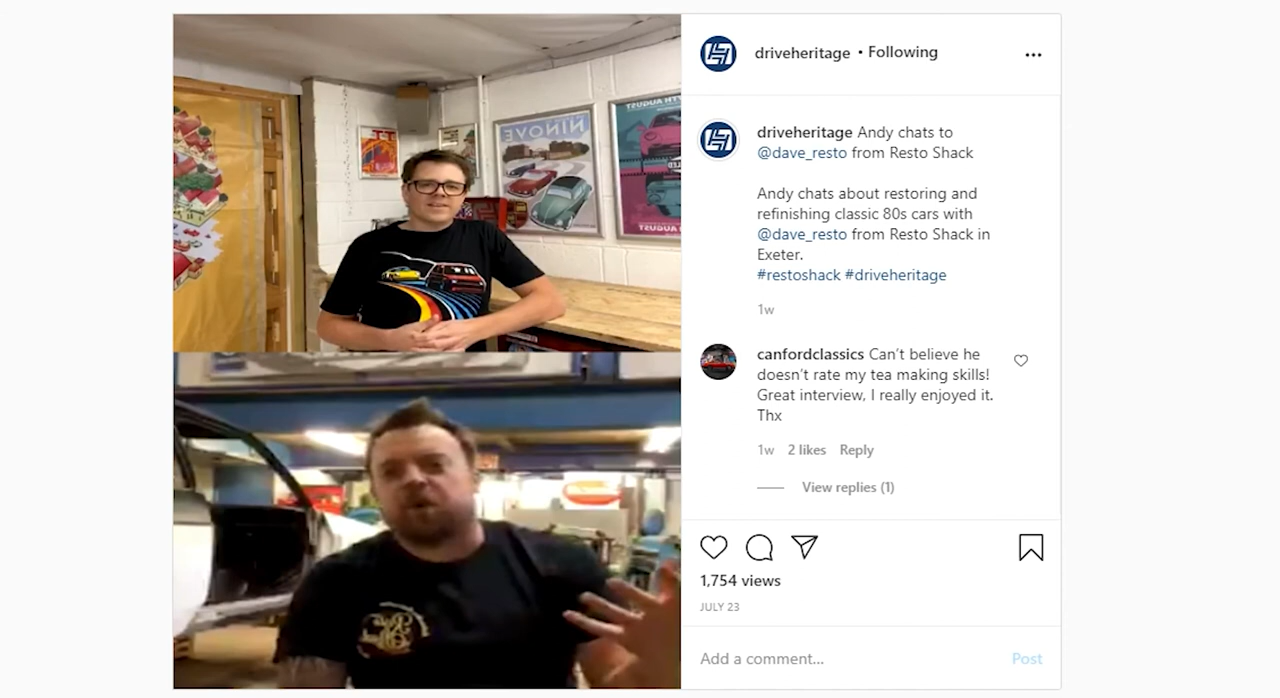 NINOVE
driveheritage • Following
driveheritage Andy chats to
@dave_resto from Resto Shack
Andy chats about restoring and
refinishing classic 80s cars with
@dave_resto from Resto Shack in
Exeter.
#restoshack #driveheritage
1w
canfordclassics Can't believe he
doesn't rate my tea making skills!
Great interview, I really enjoyed it.
Thx
1w 2 likes Reply
View replies (1)
1,754 views
JULY 23
Add a comment... Post